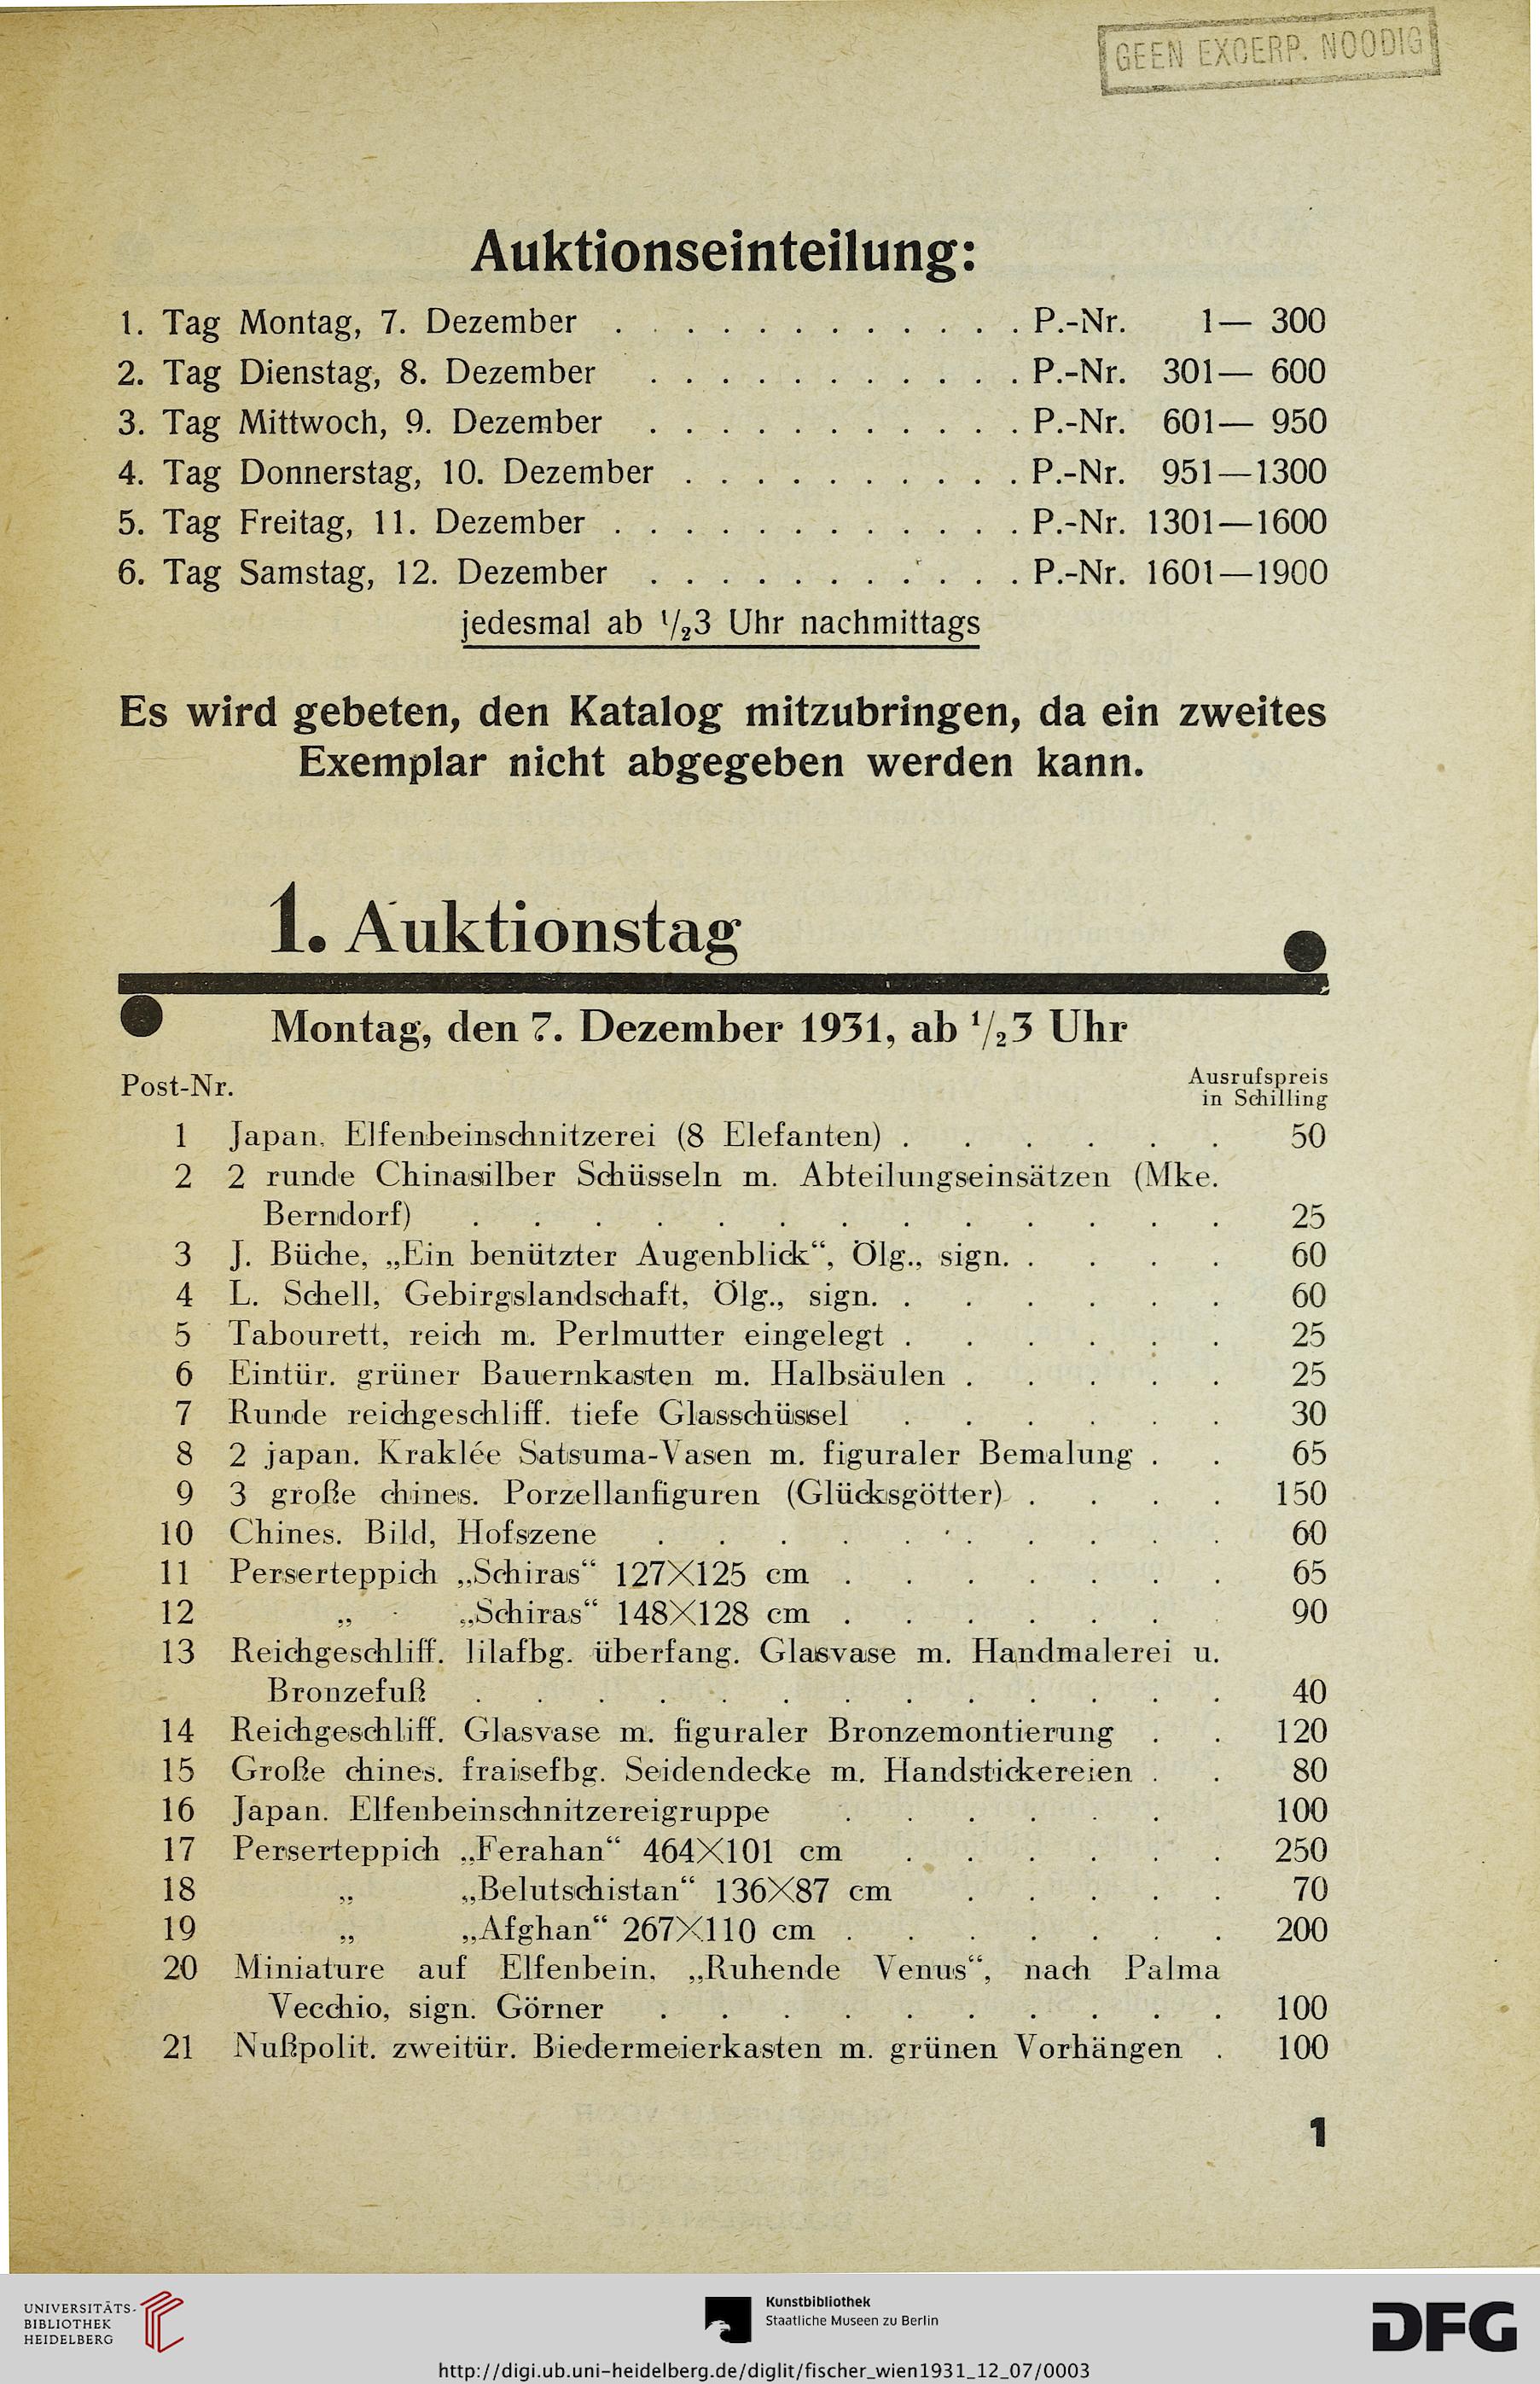 GEEN EXCERP. NOODIG
Auktionseinteilung:
1. Tag Montag, 7. Dezember . . . . . . . . . . . . P.-Nr. 1— 300
2. Tag Dienstag, 8. Dezember . . . . . . . . . . . P.-Nr. 301— 600
3. Tag Mittwoch, 9. Dezember . . . . . . . . . . . P.-Nr. 601— 950
4. Tag Donnerstag, 10. Dezember . . . . . . . . . . P.-Nr. 951—1300
5. Tag Freitag, 11. Dezember . . . . . . . . . . . . P.-Nr. 1301—1600
6. Tag Samstag, 12. Dezember . . . . . . . . . . . P.-Nr. 1601—1900
jedesmal ab ¹/₂3 Uhr nachmittags
Es wird gebeten, den Katalog mitzubringen, da ein zweites
Exemplar nicht abgegeben werden kann.
1. Auktionstag
Montag, den 7. Dezember 1931, ab ¹/₂3 Uhr
Post-Nr. Ausrufspreis
in Schilling
1 Japan. Elfenbeinschnitzerei (8 Elefanten) . . . . . . 50
2 2 runde Chinasilber Schüsseln m. Abteilungseinsätzen (Mke.
Berndorf) . . . . . . . . . . . . . 25
3 J. Büche, „Ein benützter Augenblick“, Ölg., sign. . . . . 60
4 L. Schell, Gebirgslandschaft, Ölg., sign. . . . . . . 60
5 Tabourett, reich m. Perlmutter eingelegt . . . . . . 25
6 Eintür. grüner Bauernkasten m. Halbsäulen . . . . . 25
7 Runde reichgeschliff. tiefe Glasschüssel . . . . . . 30
8 2 japan. Kraklée Satsuma-Vasen m. figuraler Bemalung . . 65
9 3 große chines. Porzellanfiguren (Glücksgötter) . . . . 150
10 Chines. Bild, Hofszene . . . . . . . . . . 60
11 Perserteppich „Schiras“ 127×125 cm . . . . . . . 65
12 „ „Schiras“ 148×128 cm . . . . . . 90
13 Reichgeschliff. lilafbg. überfang. Glasvase m. Handmalerei u.
Bronzefuß . . . . . . . . . . . . . 40
14 Reichgeschliff. Glasvase m. figuraler Bronzemontierung . . 120
15 Große chines. fraisefbg. Seidendecke m. Handstickereien . . 80
16 Japan. Elfenbeinschnitzereigruppe . . . . . . 100
17 Perserteppich „Ferahan“ 464×101 cm . . . . . . 250
18 „ „Belutschistan“ 136×87 cm . . . . . 70
19 „ „Afghan“ 267×110 cm . . . . . . . 200
20 Miniature auf Elfenbein, „Ruhende Venus“, nach Palma
Vecchio, sign. Görner . . . . . . . . . . 100
21 Nußpolit. zweitür. Biedermeierkasten m. grünen Vorhängen . 100
1
UNIVERSITÄTS-
BIBLIOTHEK
HEIDELBERG
Kunstbibliothek
Staatliche Museen zu Berlin
DFG
http://digi.ub.uni-heidelberg.de/diglit/fischer_wien1931_12_07/0003